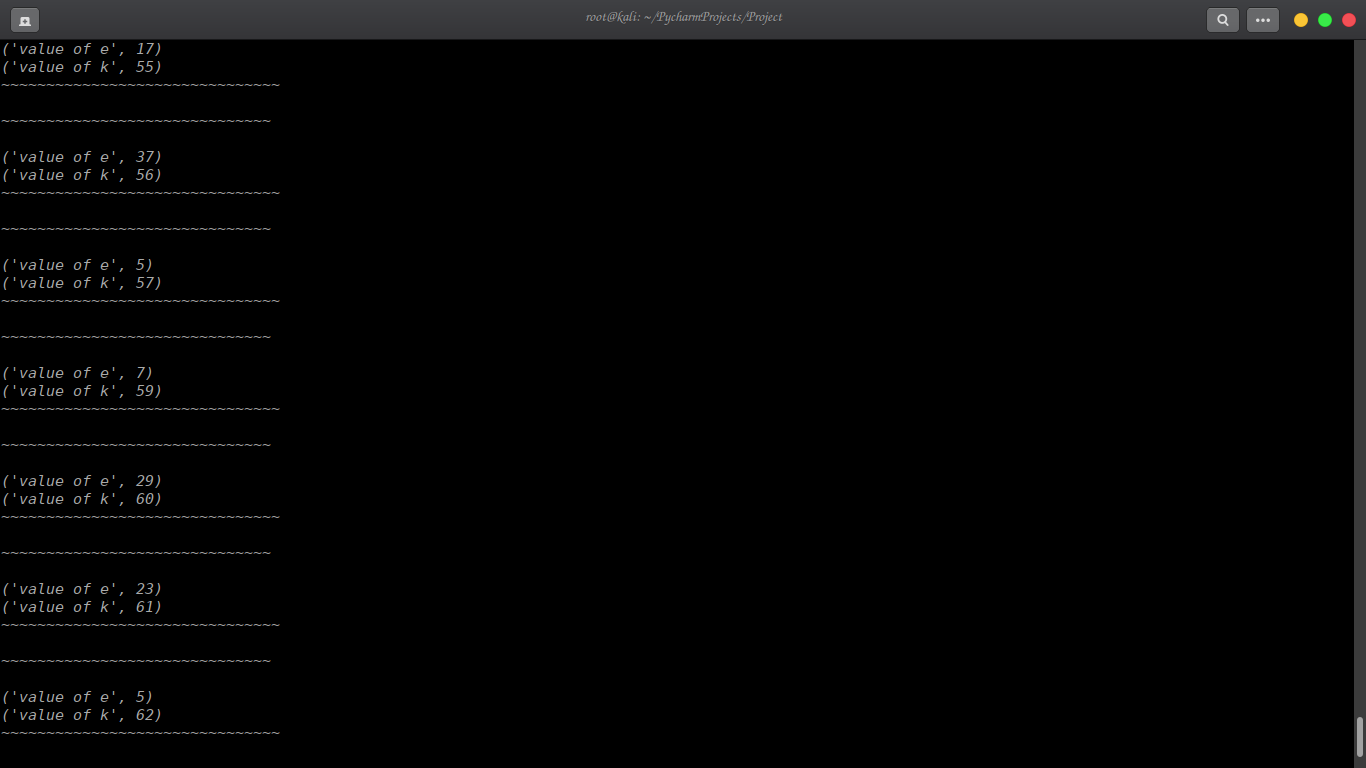 root@kali: ~/PycharmProjects/Project
('value of e', 17)
('value of k', 55)
~~~~~~~~~~~~~~~~~~~~~~~~~~~~~~~
~~~~~~~~~~~~~~~~~~~~~~~~~~~~~~
('value of e', 37)
('value of k', 56)
~~~~~~~~~~~~~~~~~~~~~~~~~~~~~~~
~~~~~~~~~~~~~~~~~~~~~~~~~~~~~~
('value of e', 5)
('value of k', 57)
~~~~~~~~~~~~~~~~~~~~~~~~~~~~~~~
~~~~~~~~~~~~~~~~~~~~~~~~~~~~~~
('value of e', 7)
('value of k', 59)
~~~~~~~~~~~~~~~~~~~~~~~~~~~~~~~
~~~~~~~~~~~~~~~~~~~~~~~~~~~~~~
('value of e', 29)
('value of k', 60)
~~~~~~~~~~~~~~~~~~~~~~~~~~~~~~~
~~~~~~~~~~~~~~~~~~~~~~~~~~~~~~
('value of e', 23)
('value of k', 61)
~~~~~~~~~~~~~~~~~~~~~~~~~~~~~~~
~~~~~~~~~~~~~~~~~~~~~~~~~~~~~~
('value of e', 5)
('value of k', 62)
~~~~~~~~~~~~~~~~~~~~~~~~~~~~~~~